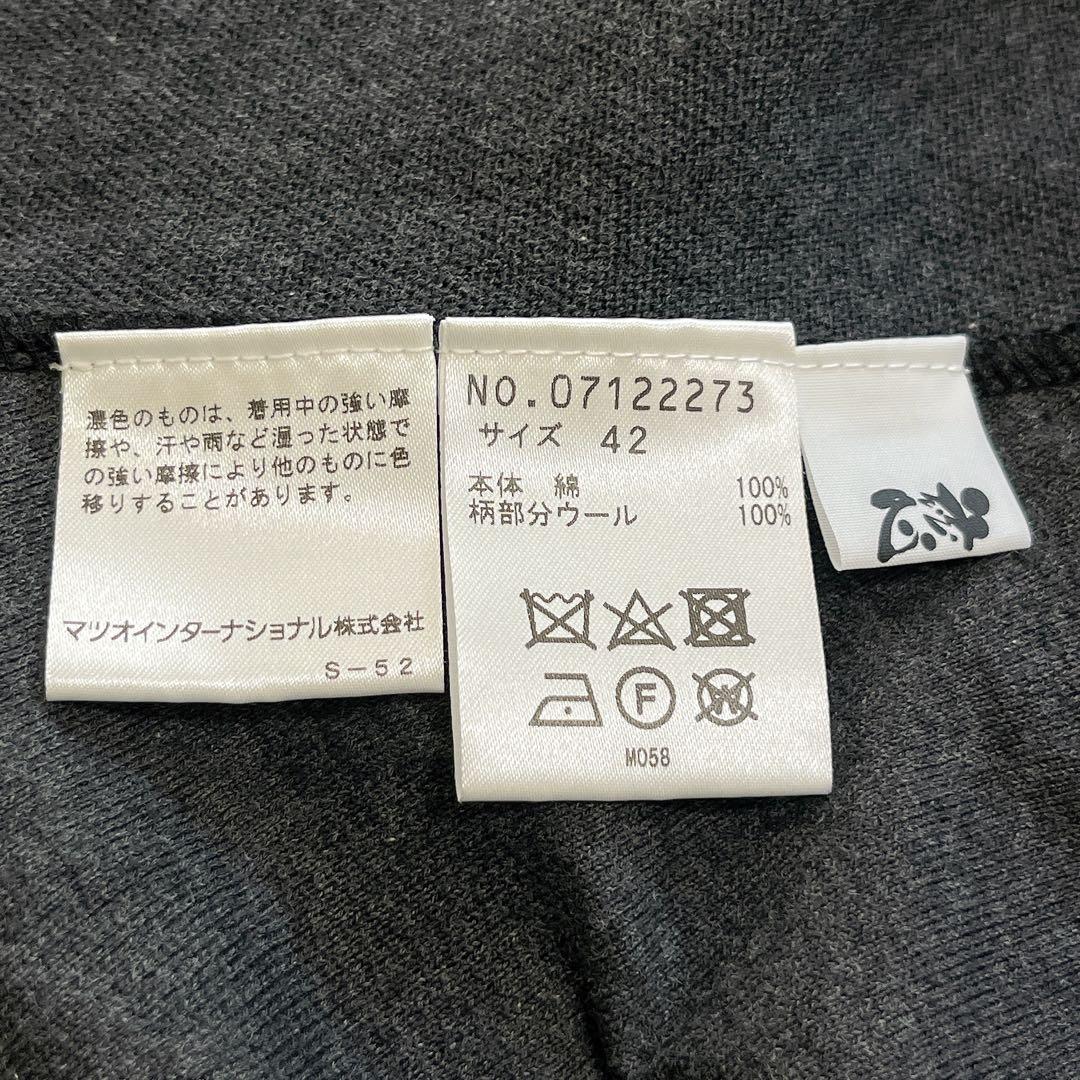 濃色のものは、着用中の強い摩
擦や、汗や雨など湿った状態で
の強い摩擦により他のものに色
移りすることがあります。
マツオインターナショナル株式会社
S-52
NO.07122273
サイズ 42
本体 綿 100%
柄部分ウール 100%
F
W
M058